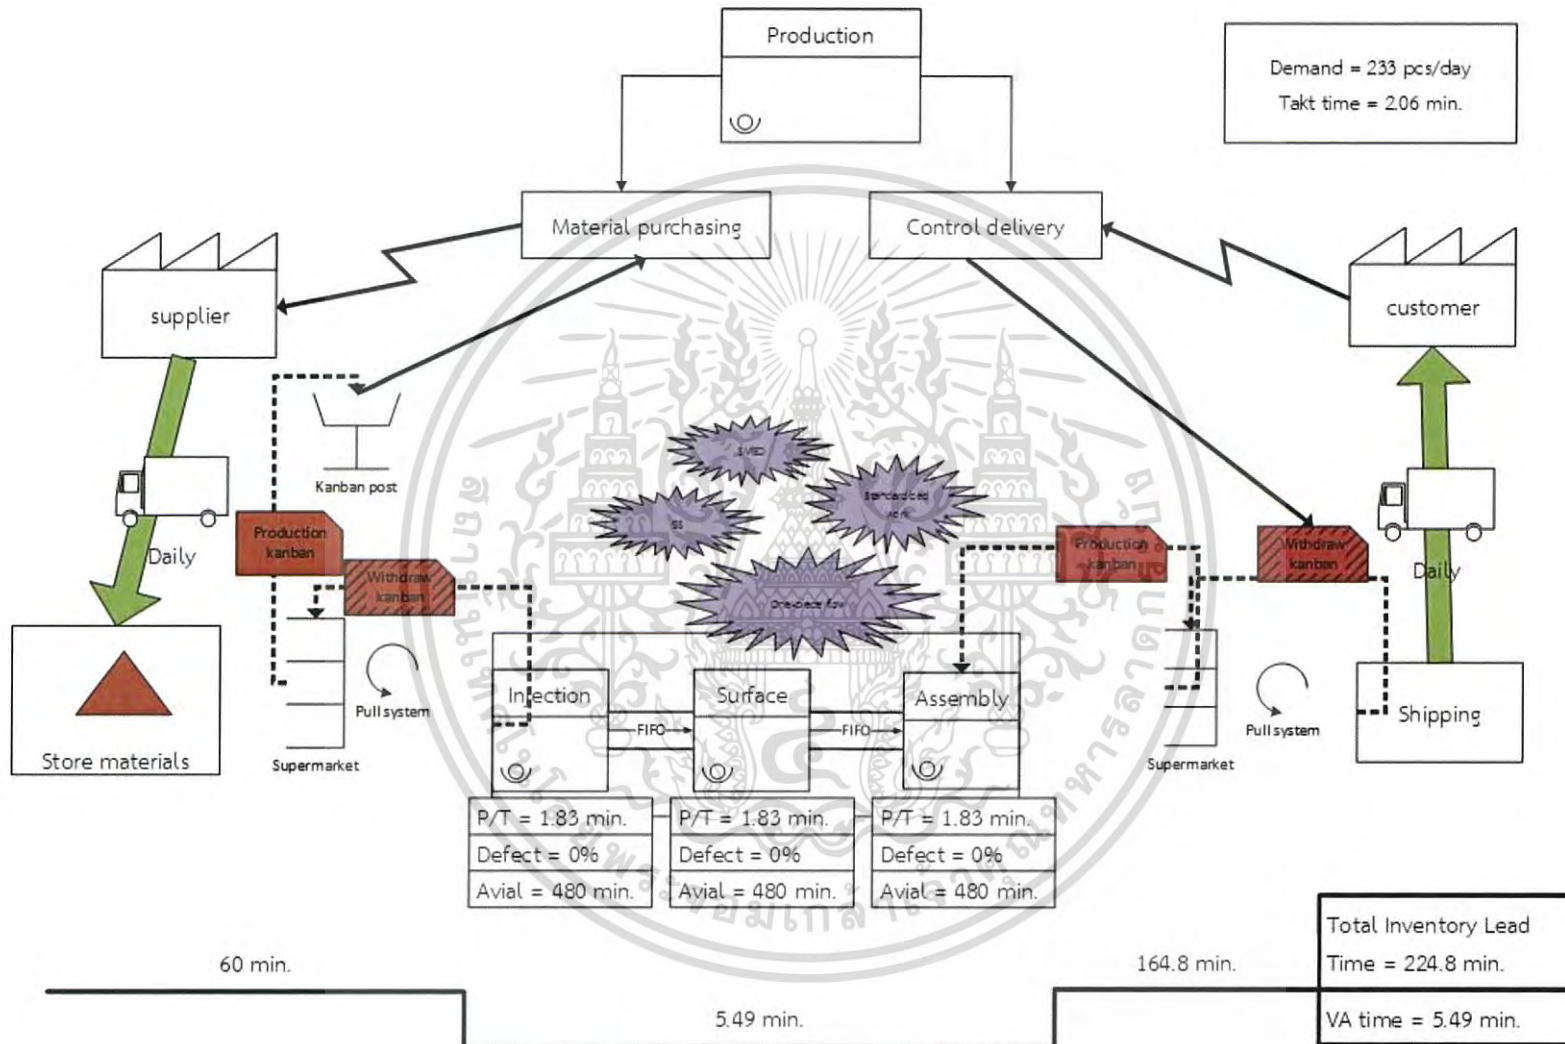 Production
Demand = 233 pcs/day
Takt time = 2.06 min.
Material purchasing
Control delivery
supplier
customer
Kanban post
SMED
Standardized
work
5S
One-piece flow
Daily
Production
kanban
Withdraw
kanban
Production
kanban
Withdraw
kanban
Daily
Store materials
Pull system
Supermarket
Injection
FIFO
Surface
FIFO
Assembly
Pull system
Supermarket
Shipping
P/T = 1.83 min.
Defect = 0%
Avial = 480 min.
P/T = 1.83 min.
Defect = 0%
Avial = 480 min.
P/T = 1.83 min.
Defect = 0%
Avial = 480 min.
60 min.
5.49 min.
164.8 min.
Total Inventory Lead
Time = 224.8 min.
VA time = 5.49 min.